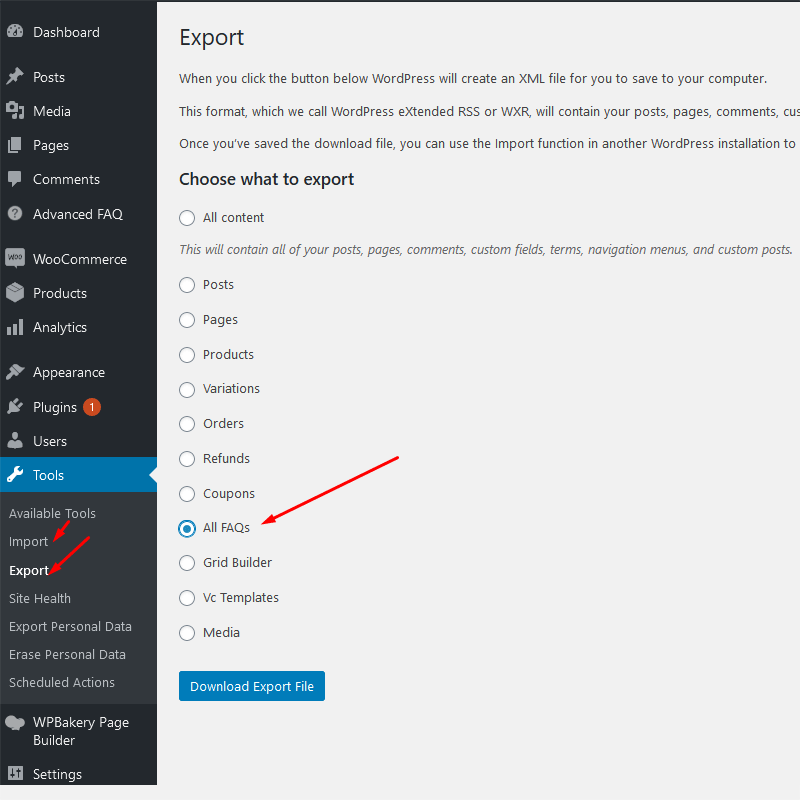 Dashboard
Posts
Media
Pages
Comments
Advanced FAQ
WOO
WooCommerce
Products
Analytics
Appearance
Plugins 1
Users
Tools
Available Tools
Import
Export
Site Health
Export Personal Data
Erase Personal Data
Scheduled Actions
WPBakery Page
Builder
Settings
Export
When you click the button below WordPress will create an XML file for you to save to your computer.
This format, which we call WordPress eXtended RSS or WXR, will contain your posts, pages, comments, cus
Once you’ve saved the download file, you can use the Import function in another WordPress installation to
Choose what to export
All content
This will contain all of your posts, pages, comments, custom fields, terms, navigation menus, and custom posts.
Posts
Pages
Products
Variations
Orders
Refunds
Coupons
All FAQs
Grid Builder
Vc Templates
Media
Download Export File